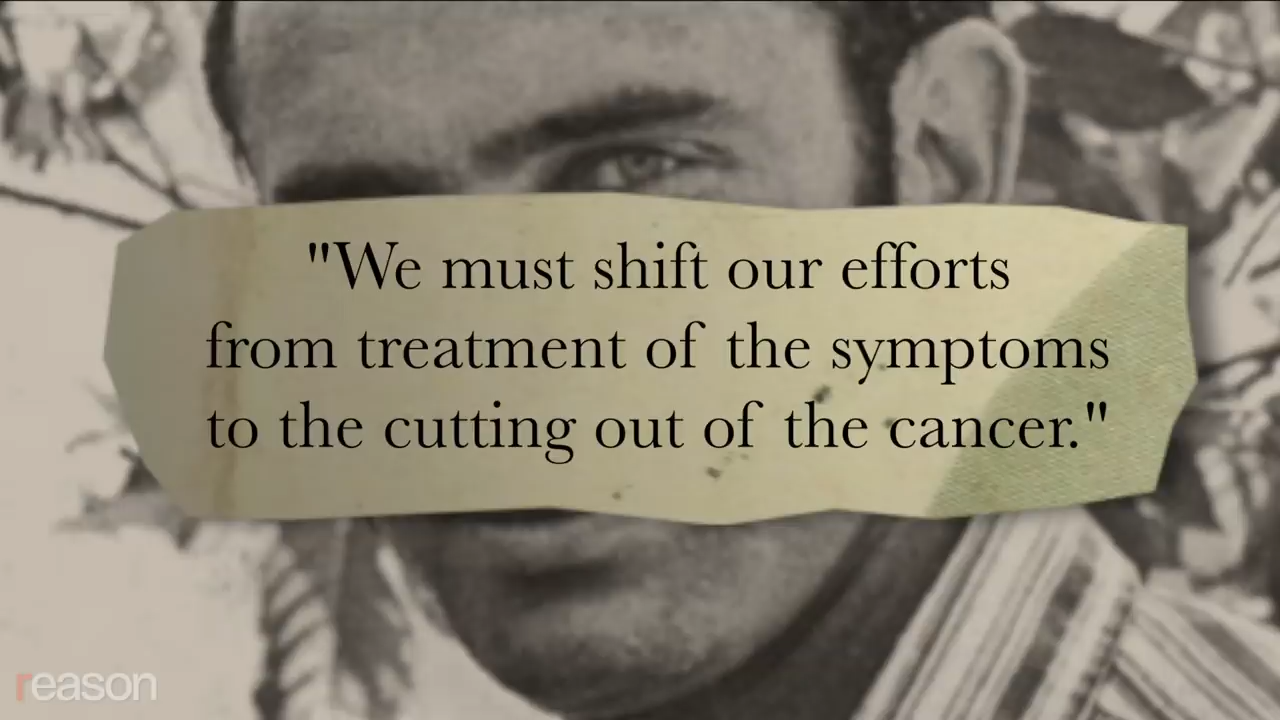 "We must shift our efforts
from treatment of the symptoms
to the cutting out of the cancer."
reason